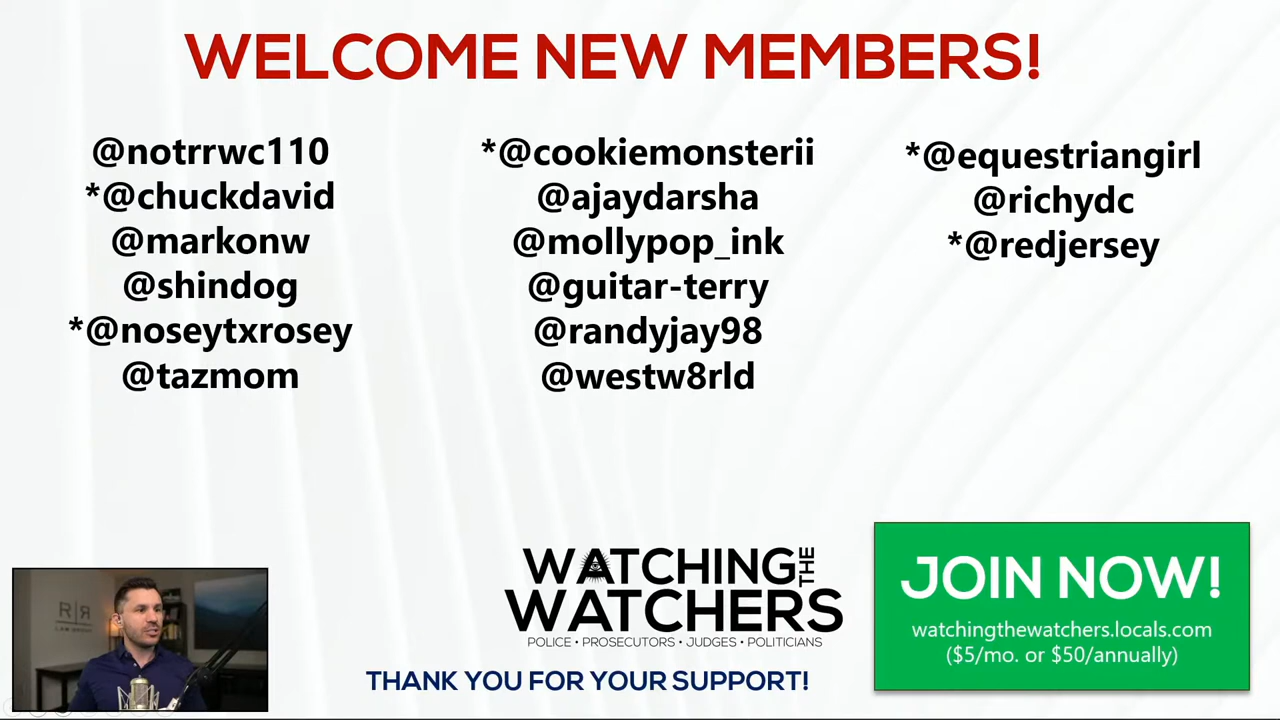 WELCOME NEW MEMBERS!
@notrrwc110
*@chuckdavid
@markonw
@shindog
*@noseytxrosey
@tazmom
*@cookiemonsterii
@ajaydarsha
@mollypop_ink
@guitar-terry
@randyjay98
@westw8rld
*@equestriangirl
@richydc
*@redjersey
R|R
LAW GROUP
WATCHING THE
WATCHERS
POLICE • PROSECUTORS • JUDGES • POLITICIANS
THANK YOU FOR YOUR SUPPORT!
JOIN NOW!
watchingthewatchers.locals.com
($5/mo. or $50/annually)